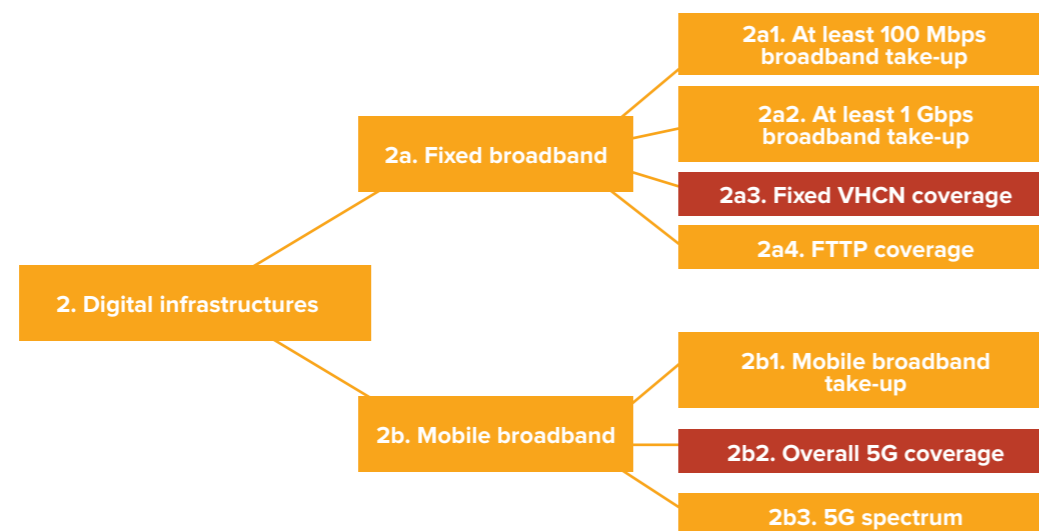 2a1. At least 100 Mbps
broadband take-up
2a2. At least 1 Gbps
broadband take-up
2a. Fixed broadband
2a3. Fixed VHCN coverage
2a4. FTTP coverage
2. Digital infrastructures
2b1. Mobile broadband
take-up
2b. Mobile broadband
2b2. Overall 5G coverage
2b3. 5G spectrum